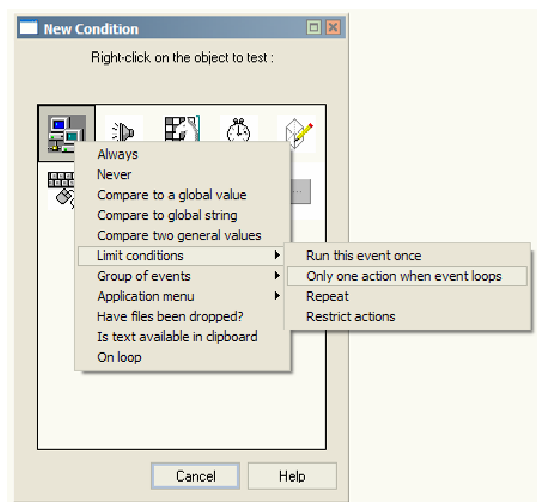 New Condition
Right-click on the object to test :
Always
Never
Compare to a global value
Compare to global string
Compare two general values
Limit conditions
Group of events
Application menu
Have files been dropped?
Is text available in clipboard
On loop
Run this event once
Only one action when event loops
Repeat
Restrict actions
...
Cancel
Help